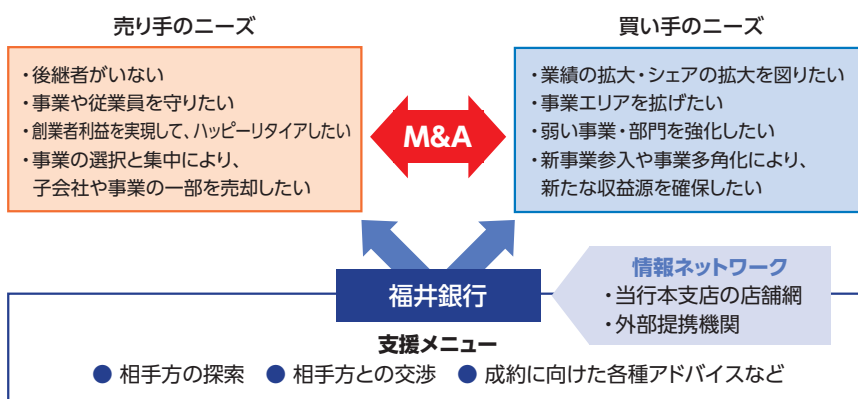 売り手のニーズ
・後継者がいない
・事業や従業員を守りたい
・創業者利益を実現して、ハッピーリタイアしたい
・事業の選択と集中により、
子会社や事業の一部を売却したい
M&A
買い手のニーズ
・業績の拡大・シェアの拡大を図りたい
・事業エリアを拡げたい
・弱い事業・部門を強化したい
・新事業参入や事業多角化により、
新たな収益源を確保したい
福井銀行
情報ネットワーク
・当行本支店の店舗網
・外部提携機関
支援メニュー
● 相手方の探索 ● 相手方との交渉 ● 成約に向けた各種アドバイスなど